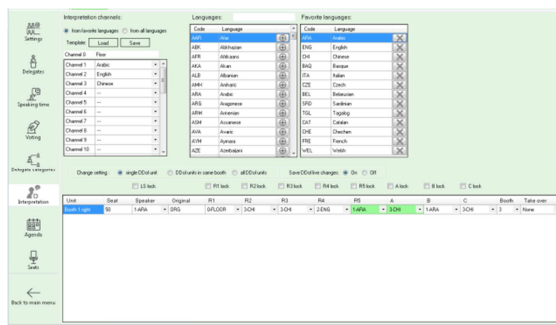 Settings
Delegates
Speaking time
Voting
Delegate categories
Interpretation
Agenda
Seats
Back to main menu
Interpretation channels:
from favorite languages from all languages
Template Load Save
Channel 0 Floor
Channel 1 Arabic
Channel 2 English
Channel 3 Chinese
Channel 4 --
Channel 5 --
Channel 6 --
Channel 7 --
Channel 8 --
Channel 9 --
Channel 10 --
Languages:
Code Language
AAR Afar
ABK Abkhazian
AFR Afrikaans
AKA Akan
ALB Albanian
AMH Amharic
ARA Arabic
ARG Aragonese
ARM Armenian
ASM Assamese
AVA Avaric
AYM Aymara
AZE Azerbaijani
Favorite languages:
Code Language
ARA Arabic
ENG English
CHI Chinese
BAQ Basque
ITA Italian
CZE Czech
BEL Belarusian
SRD Sardinian
TGL Tagalog
CAT Catalan
CHE Chechen
FRE French
WEL Welsh
Change setting: single DDol unit DDol units in same booth all DDol units Save DDol live changes On Off
LS lock R1 lock R2 lock R3 lock R4 lock R5 lock A lock B lock C lock
Unit Seat Speaker Original R1 R2 R3 R4 R5 A B C Booth Take over
Booth 1 right 90 1-ARA ORG 0-FLOOR 3-CHI 3-CHI 2-ENG 1-ARA 3-CHI 1-ARA 3-CHI 3 None